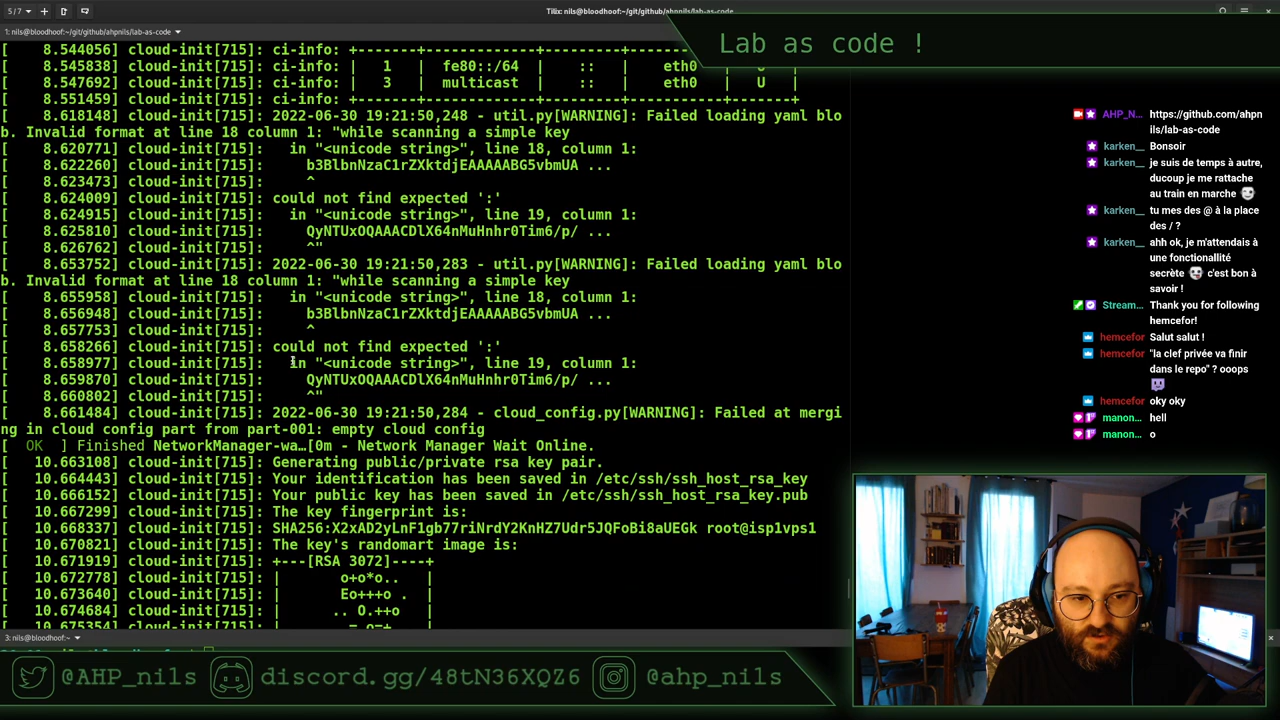 5 / 7
Tilix: nils@bloodhoof:~/git/github/ahpnils/lab-as-code
1: nils@bloodhoof:~/git/github/ahpnils/lab-as-code
Lab as code !
[    8.544056] cloud-init[715]: ci-info: +-------+-------------+---------+-----------+-------+
[    8.545838] cloud-init[715]: ci-info: |   1   |  fe80::/64  |    ::   |    eth0   |   U   |
[    8.547692] cloud-init[715]: ci-info: |   3   |  multicast  |    ::   |    eth0   |   U   |
[    8.551459] cloud-init[715]: ci-info: +-------+-------------+---------+-----------+-------+
[    8.618148] cloud-init[715]: 2022-06-30 19:21:50,248 - util.py[WARNING]: Failed loading yaml blo
b. Invalid format at line 18 column 1: "while scanning a simple key
[    8.620771] cloud-init[715]:   in "<unicode string>", line 18, column 1:
[    8.622260] cloud-init[715]:     b3BlbnNzaC1rZXktdjEAAAAABG5vbmUA ...
[    8.623473] cloud-init[715]:     ^
[    8.624009] cloud-init[715]: could not find expected ':'
[    8.624915] cloud-init[715]:   in "<unicode string>", line 19, column 1:
[    8.625810] cloud-init[715]:     QyNTUxOQAAACDlX64nMuHnhr0Tim6/p/ ...
[    8.626762] cloud-init[715]:     ^"
[    8.653752] cloud-init[715]: 2022-06-30 19:21:50,283 - util.py[WARNING]: Failed loading yaml blo
b. Invalid format at line 18 column 1: "while scanning a simple key
[    8.655958] cloud-init[715]:   in "<unicode string>", line 18, column 1:
[    8.656948] cloud-init[715]:     b3BlbnNzaC1rZXktdjEAAAAABG5vbmUA ...
[    8.657753] cloud-init[715]:     ^
[    8.658266] cloud-init[715]: could not find expected ':'
[    8.658977] cloud-init[715]:   in "<unicode string>", line 19, column 1:
[    8.659870] cloud-init[715]:     QyNTUxOQAAACDlX64nMuHnhr0Tim6/p/ ...
[    8.660802] cloud-init[715]:     ^"
[    8.661484] cloud-init[715]: 2022-06-30 19:21:50,284 - cloud_config.py[WARNING]: Failed at mergi
ng in cloud config part from part-001: empty cloud config
[  OK  ] Finished NetworkManager-wa…[0m - Network Manager Wait Online.
[   10.663108] cloud-init[715]: Generating public/private rsa key pair.
[   10.664443] cloud-init[715]: Your identification has been saved in /etc/ssh/ssh_host_rsa_key
[   10.666152] cloud-init[715]: Your public key has been saved in /etc/ssh/ssh_host_rsa_key.pub
[   10.667299] cloud-init[715]: The key fingerprint is:
[   10.668337] cloud-init[715]: SHA256:X2xAD2yLnF1gb77riNrdY2KnHZ7Udr5JQFoBi8aUEGk root@isp1vps1
[   10.670821] cloud-init[715]: The key's randomart image is:
[   10.671919] cloud-init[715]: +---[RSA 3072]----+
[   10.672778] cloud-init[715]: |       o+o*o..   |
[   10.673640] cloud-init[715]: |       Eo+++o .  |
[   10.674684] cloud-init[715]: |      .. O.++o   |
[   10.675354] cloud-init[715]: |        = o=+    |
3: nils@bloodhoof:~
AHP_N... https://github.com/ahpn
ils/lab-as-code
karken__ Bonsoir
karken__ je suis de temps à autre,
ducoup je me rattache
au train en marche
karken__ tu mes des @ à la place
des / ?
karken__ ahh ok, je m'attendais à
une fonctionallité
secrète c'est bon à
savoir !
Stream... Thank you for following
hemcefor!
hemcefor Salut salut !
hemcefor "la clef privée va finir
dans le repo" ? ooops
hemcefor oky oky
manon... hell
manon... o
@AHP_nils discord.gg/48tN36XQZ6 @ahp_nils